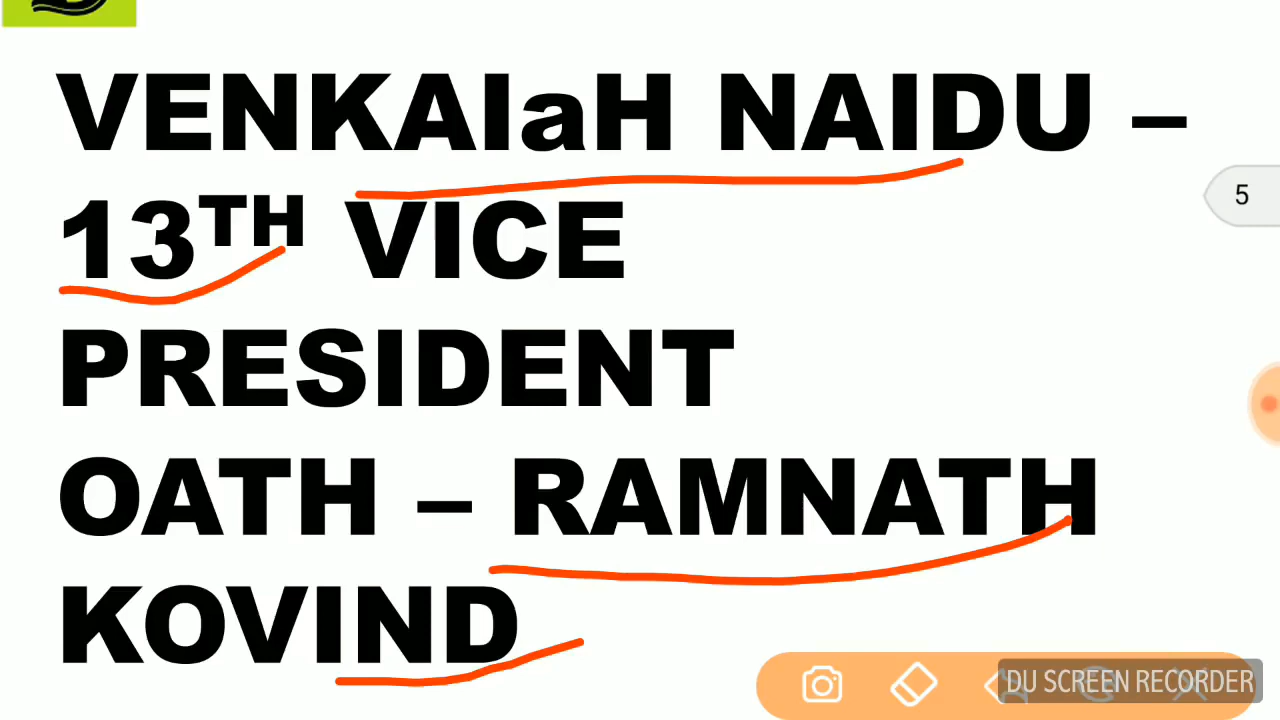 VENKAIaH NAIDU –
5
13TH VICE
PRESIDENT
OATH – RAMNATH
KOVIND
DU SCREEN RECORDER